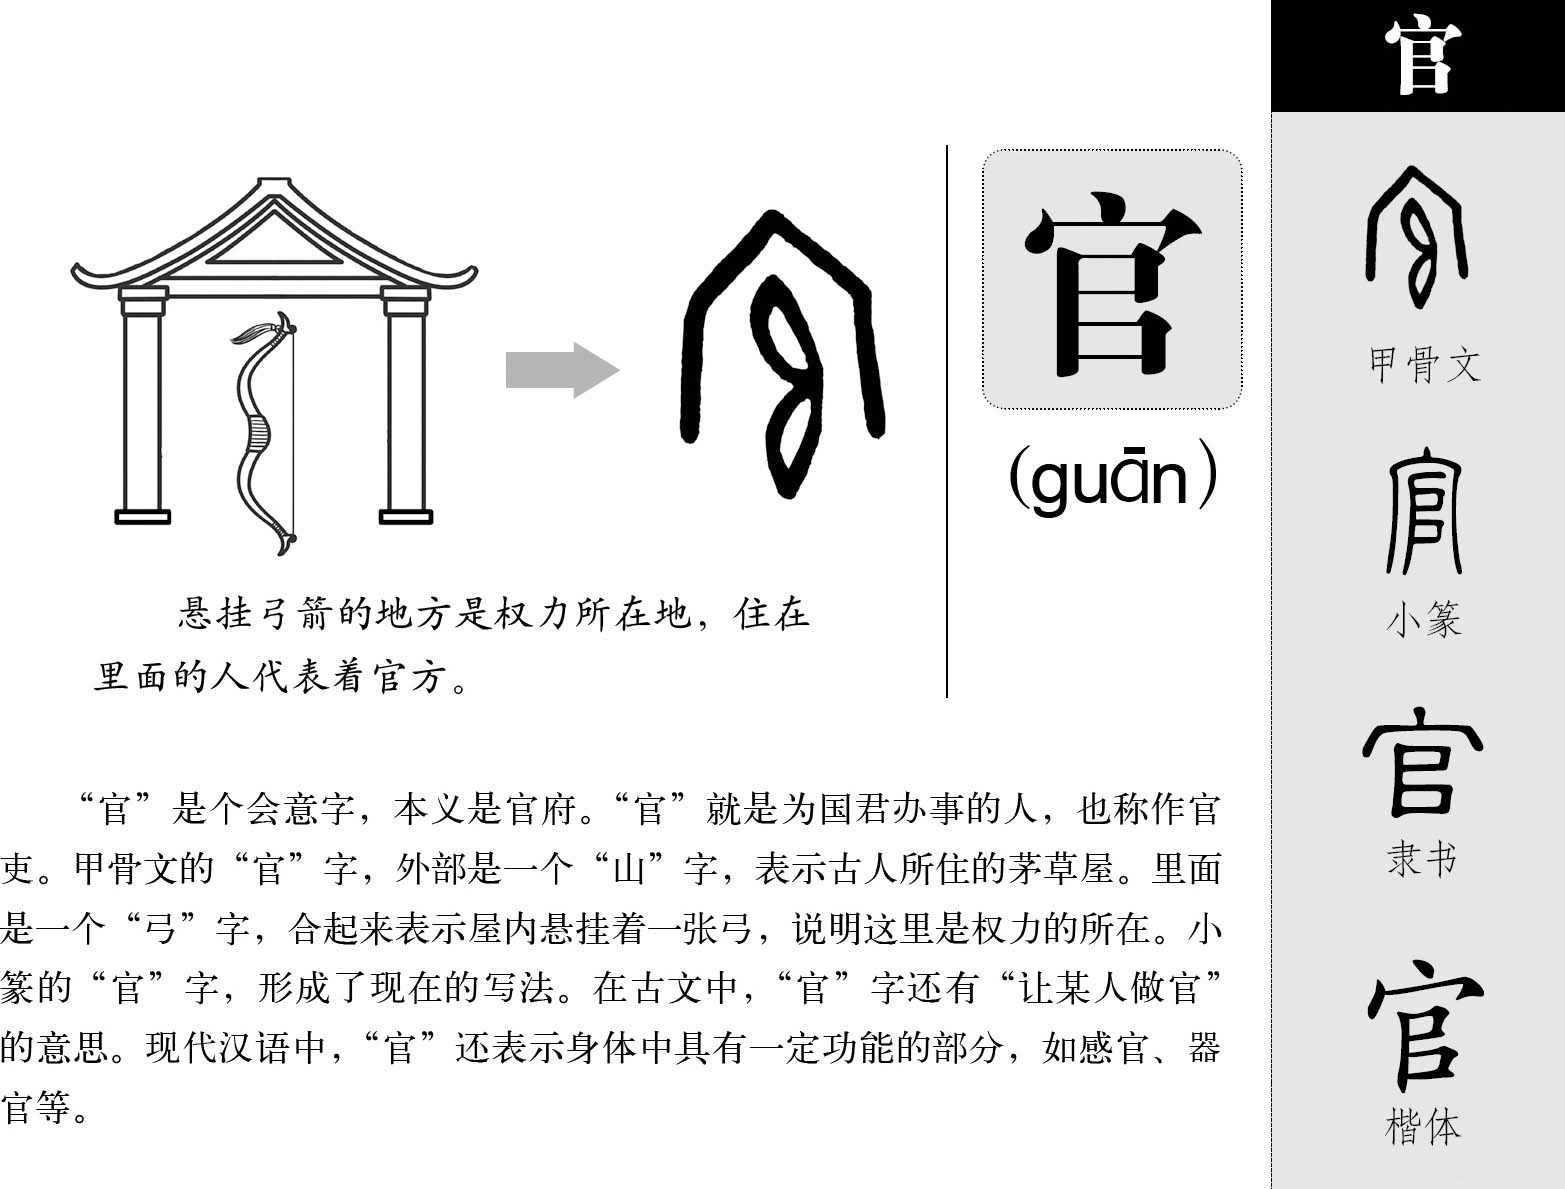 官
官
(guān)
悬挂弓箭的地方是权力所在地，住在
里面的人代表着官方。
“官”是个会意字，本义是官府。“官”就是为国君办事的人，也称作官
吏。甲骨文的“官”字，外部是一个“山”字，表示古人所住的茅草屋。里面
是一个“弓”字，合起来表示屋内悬挂着一张弓，说明这里是权力的所在。小
篆的“官”字，形成了现在的写法。在古文中，“官”字还有“让某人做官”
的意思。现代汉语中，“官”还表示身体中具有一定功能的部分，如感官、器
官等。
甲骨文
官
小篆
官
隶书
官
楷体